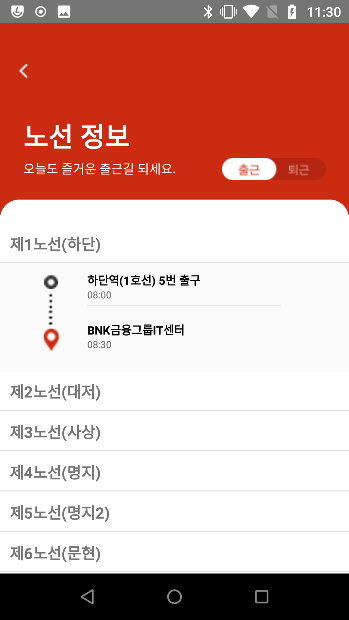 11:30
노선 정보
오늘도 즐거운 출근길 되세요.
출근 퇴근
제1노선(하단)
하단역(1호선) 5번 출구
08:00
BNK금융그룹IT센터
08:30
제2노선(대저)
제3노선(사상)
제4노선(명지)
제5노선(명지2)
제6노선(문현)